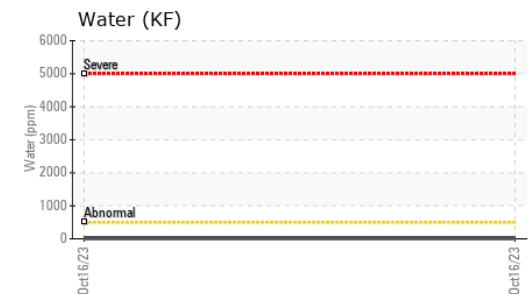 Water (KF)
6000
Severe
5000
4000
Water (ppm)
3000
2000
1000
Abnormal
0
Oct16/23
Oct16/23